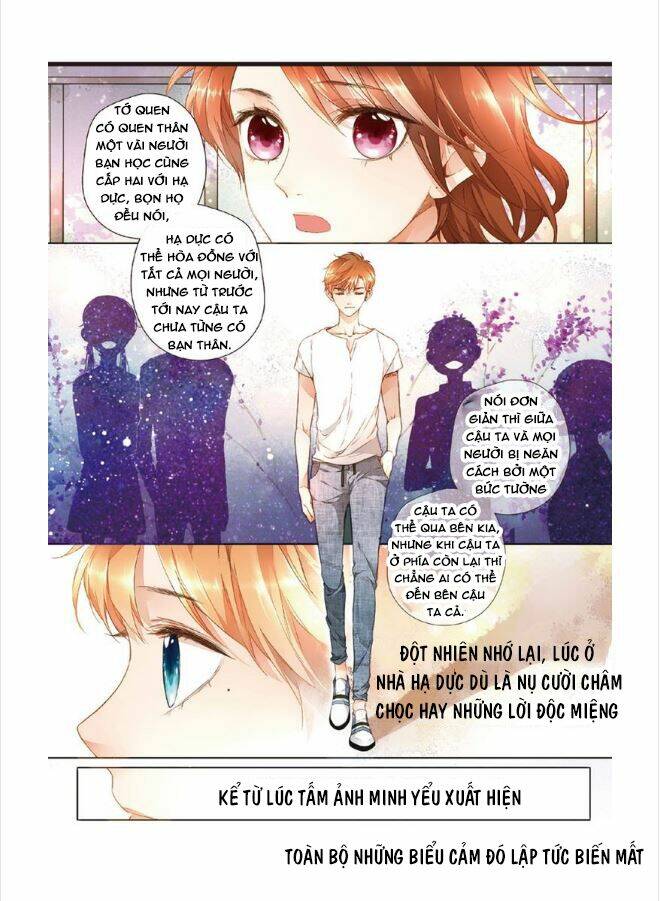 TỚ QUEN
CÓ QUEN THÂN
MỘT VÀI NGƯỜI
BẠN HỌC CÙNG
CẤP HAI VỚI HẠ
DỰC, BỌN HỌ
ĐỀU NÓI,
HẠ DỰC CÓ
THỂ HÒA ĐỒNG VỚI
TẤT CẢ MỌI NGƯỜI,
NHƯNG TỪ TRƯỚC
TỚI NAY CẬU TA
CHƯA TỪNG CÓ
BẠN THÂN.
NÓI ĐƠN
GIẢN THÌ GIỮA
CẬU TA VÀ MỌI
NGƯỜI BỊ NGĂN
CÁCH BỞI MỘT
BỨC TƯỜNG
CẬU TA CÓ
THỂ QUA BÊN KIA,
NHƯNG KHI CẬU TA
Ở PHÍA CÒN LẠI THÌ
CHẲNG AI CÓ THỂ
ĐẾN BÊN CẬU
TA CẢ.
ĐỘT NHIÊN NHỚ LẠI, LÚC Ở
NHÀ HẠ DỰC DÙ LÀ NỤ CƯỜI CHÂM
CHỌC HAY NHỮNG LỜI ĐỘC MIỆNG
KỂ TỪ LÚC TẤM ẢNH MINH YỂU XUẤT HIỆN
TOÀN BỘ NHỮNG BIỂU CẢM ĐÓ LẬP TỨC BIẾN MẤT